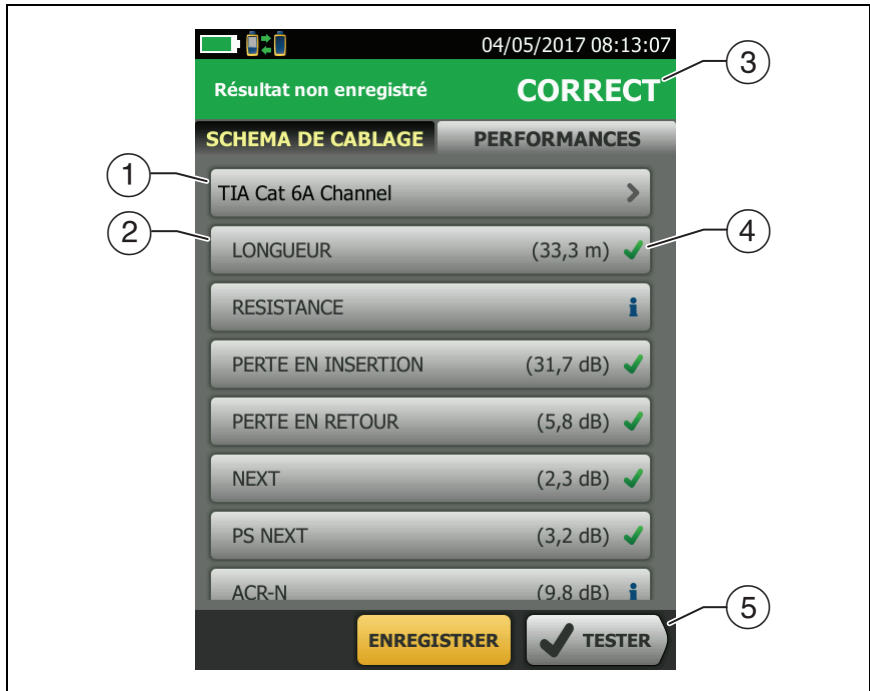 04/05/2017 08:13:07
Résultat non enregistré CORRECT
3
SCHEMA DE CABLAGE PERFORMANCES
1
TIA Cat 6A Channel
2
LONGUEUR (33,3 m)
4
RESISTANCE
PERTE EN INSERTION (31,7 dB)
PERTE EN RETOUR (5,8 dB)
NEXT (2,3 dB)
PS NEXT (3,2 dB)
ACR-N (9,8 dB)
5
ENREGISTRER TESTER